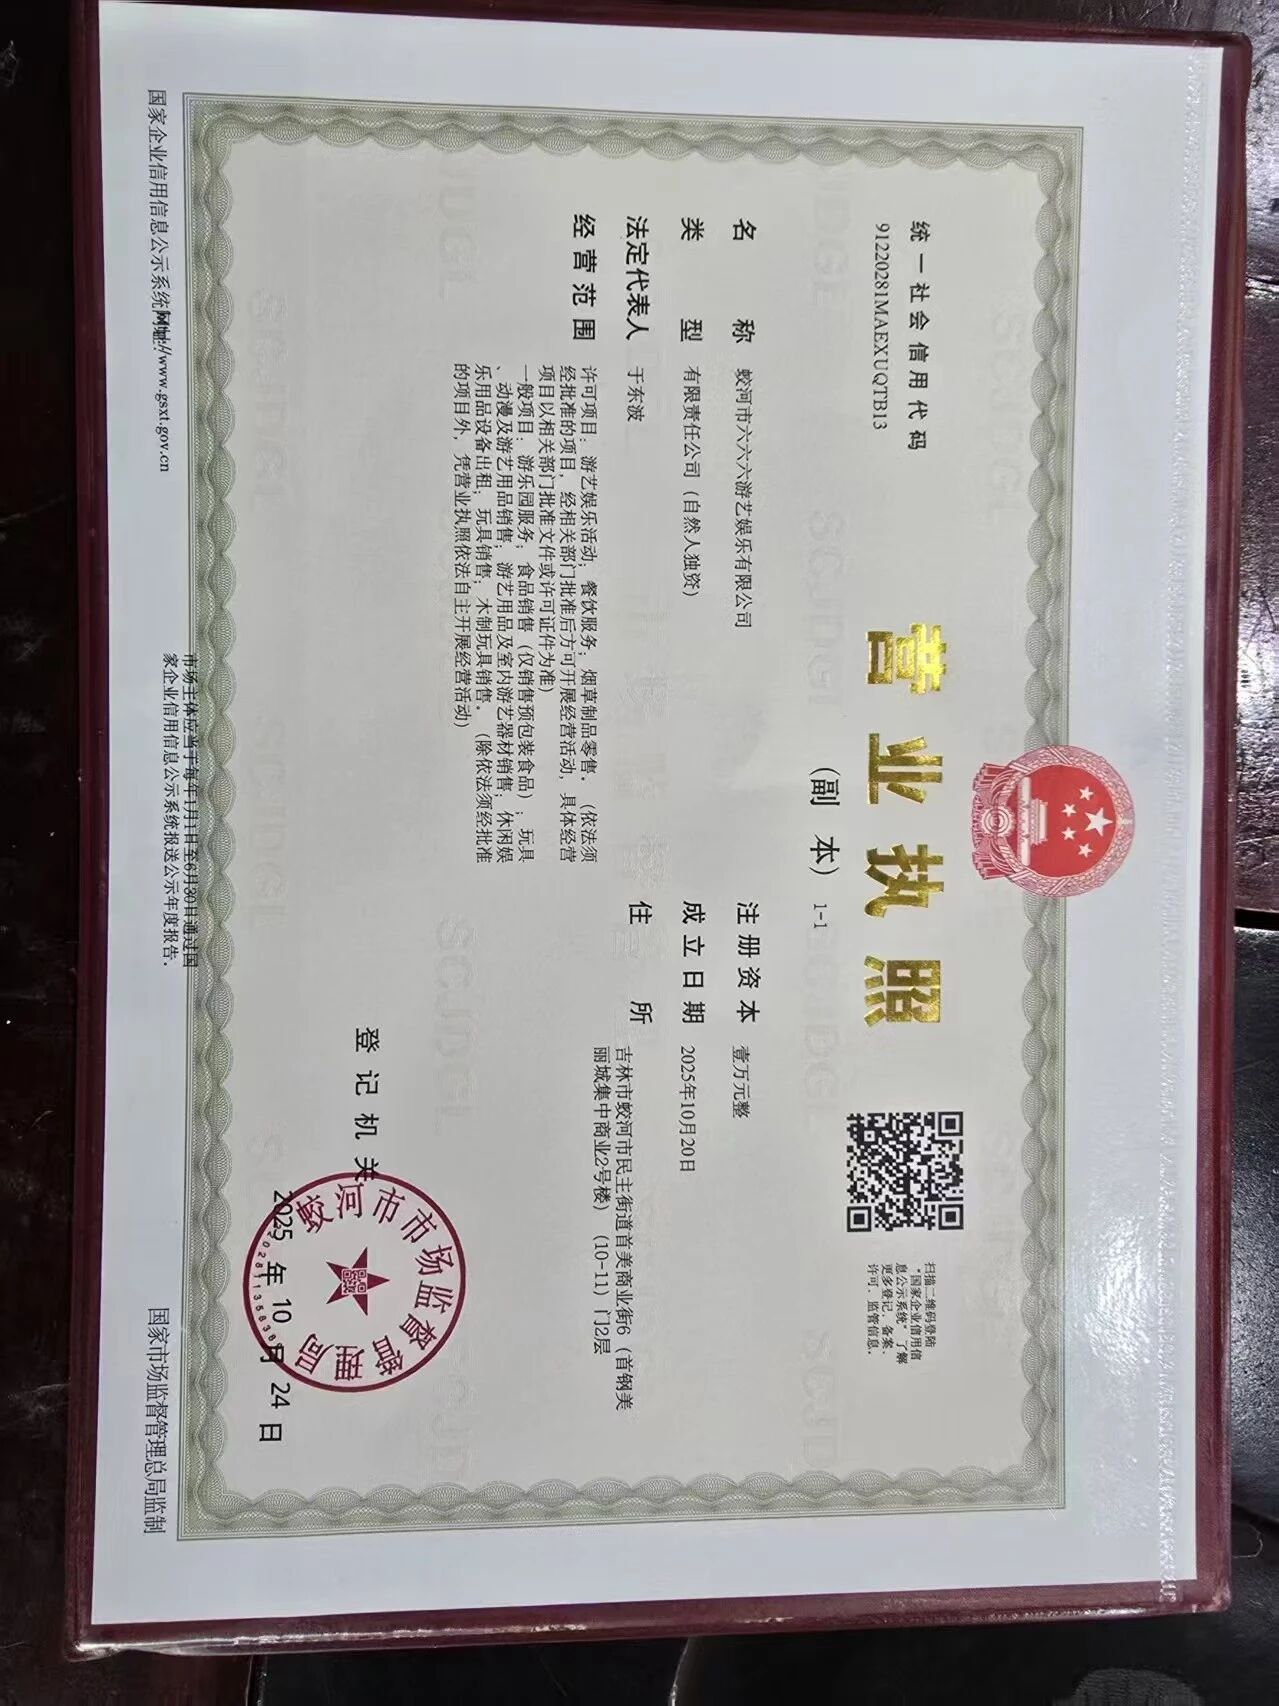 统一社会信用代码
91220281MAEXUQTB13
营业执照
(副本)
1-1
扫描二维码登陆
"国家企业信用信
息公示系统"了解
更多登记、备案、
许可、监管信息。
名称 蛟河市六六六游艺娱乐有限公司
类型 有限责任公司(自然人独资)
法定代表人 于东波
经营范围 许可项目:游艺娱乐活动;餐饮服务;烟草制品零售。(依法须
经批准的项目,经相关部门批准后方可开展经营活动,具体经营
项目以相关部门批准文件或许可证件为准)
一般项目:游乐园服务;食品销售(仅销售预包装食品);玩具
、动漫及游艺用品销售;游艺用品及室内游艺器材销售;休闲娱
乐用品设备出租;玩具销售;木制玩具销售。(除依法须经批准
的项目外,凭营业执照依法自主开展经营活动)
注册资本 壹万元整
成立日期 2025年10月20日
住所 吉林市蛟河市民主街道首美商业街6(首钢美
丽城集中商业2号楼)(10-11)门2层
登记机关
蛟河市市场监督管理局
2025年10月24日
国家企业信用信息公示系统网址:http://www.gsxt.gov.cn
市场主体应当于每年1月1日至6月30日通过国
家企业信用信息公示系统报送公示年度报告。
国家市场监督管理总局监制